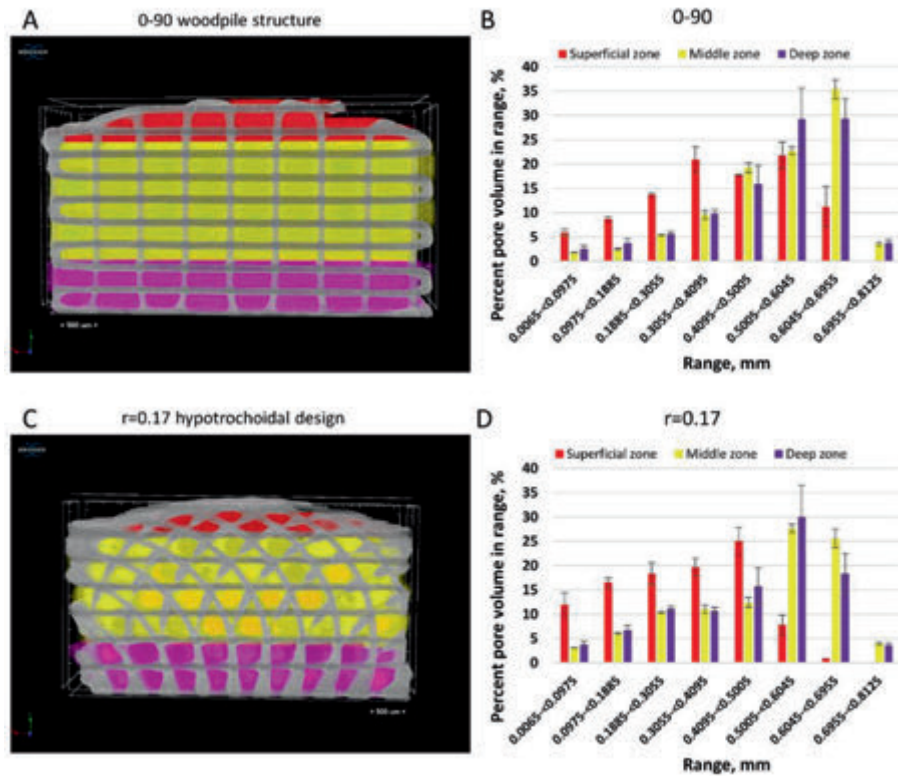 A
0-90 woodpile structure
500 um
B
0-90
Superficial zone Middle zone Deep zone
Percent pore volume in range, %
40
35
30
25
20
15
10
5
0
0.0065-<0.0975
0.0975-<0.1885
0.1885-<0.3055
0.3055-<0.4095
0.4095-<0.5005
0.5005-<0.6045
0.6045-<0.6955
0.6955-<0.8125
Range, mm
C
r=0.17 hypotrochoidal design
500 um
D
r=0.17
Superficial zone Middle zone Deep zone
Percent pore volume in range, %
40
35
30
25
20
15
10
5
0
0.0065-<0.0975
0.0975-<0.1885
0.1885-<0.3055
0.3055-<0.4095
0.4095-<0.5005
0.5005-<0.6045
0.6045-<0.6955
0.6955-<0.8125
Range, mm